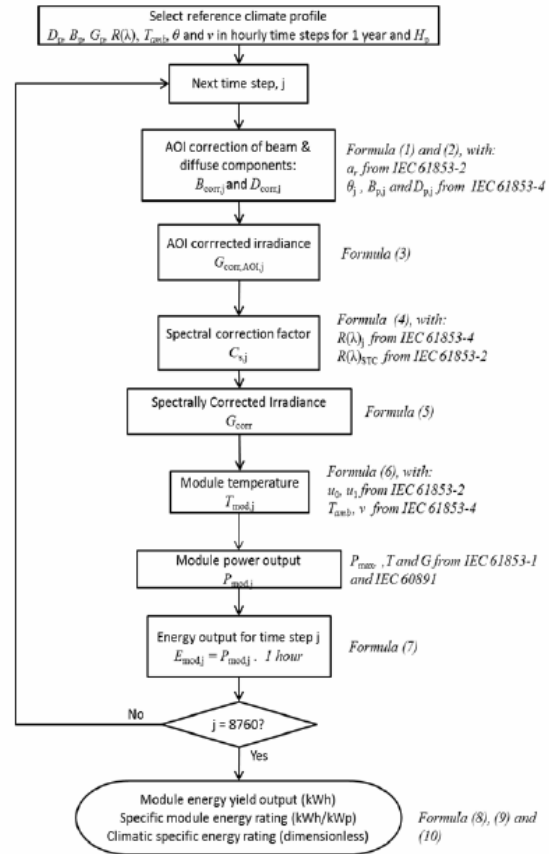 Select reference climate profile
Dₚ, Bₚ, Gₚ, R(λ), Tₐₘb, θ and v in hourly time steps for 1 year and Hₚ
Next time step, j
AOI correction of beam &
diffuse components:
B_corr,j and D_corr,j
Formula (1) and (2), with:
a_r from IEC 61853-2
θ_j , B_p,j and D_p,j from IEC 61853-4
AOI corrrected irradiance
G_corr,AOI,j
Formula (3)
Spectral correction factor
C_s,j
Formula (4), with:
R(λ)_j from IEC 61853-4
R(λ)_STC from IEC 61853-2
Spectrally Corrected Irradiance
G_corr
Formula (5)
Module temperature
T_mod,j
Formula (6), with:
u_0, u_1 from IEC 61853-2
T_amb, v from IEC 61853-4
Module power output
P_mod,j
P_max, , T and G from IEC 61853-1
and IEC 60891
Energy output for time step j
E_mod,j = P_mod,j . 1 hour
Formula (7)
No
j = 8760?
Yes
Module energy yield output (kWh)
Specific module energy rating (kWh/kWp)
Climatic specific energy rating (dimensionless)
Formula (8), (9) and
(10)